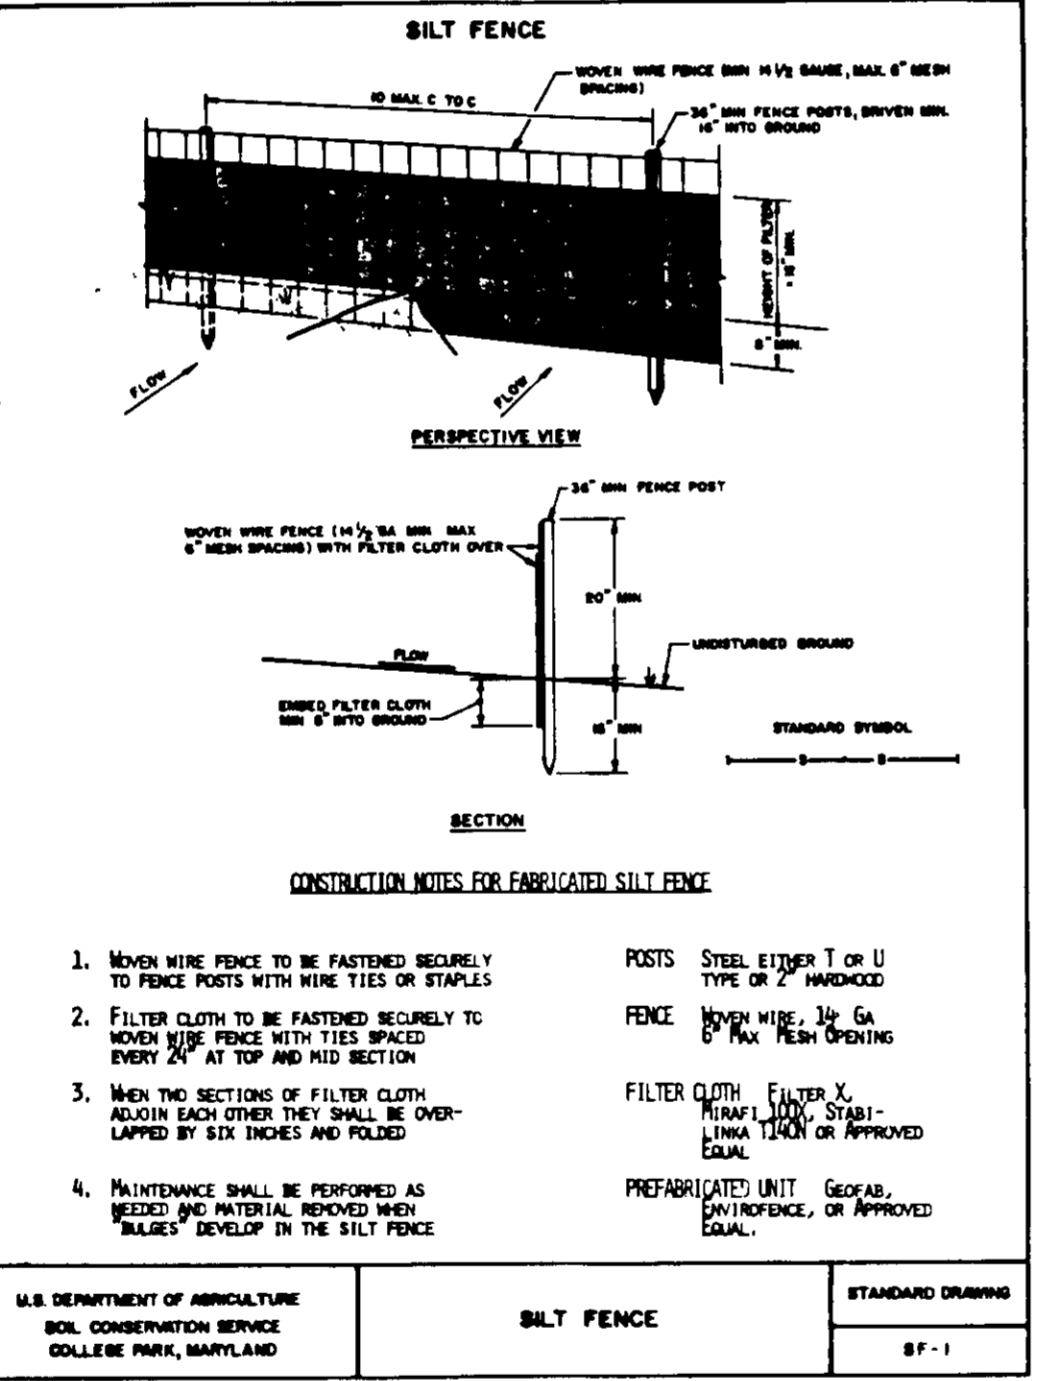 SILT FENCE
WOVEN WIRE FENCE (MIN 14 1/2 GAUGE, MAX. 6" MESH
SPACING)
10 MAX. C TO C
36" MIN FENCE POSTS, DRIVEN MIN.
16" INTO GROUND
HEIGHT OF FILTER
16" MIN.
8" MIN.
FLOW
FLOW
PERSPECTIVE VIEW
36" MIN FENCE POST
WOVEN WIRE FENCE (14 1/2 GA MIN. MAX
6" MESH SPACING) WITH FILTER CLOTH OVER
20" MIN
UNDISTURBED GROUND
FLOW
EMBED FILTER CLOTH
MIN 6" INTO GROUND
16" MIN
STANDARD SYMBOL
S S
SECTION
CONSTRUCTION NOTES FOR FABRICATED SILT FENCE
1. WOVEN WIRE FENCE TO BE FASTENED SECURELY
TO FENCE POSTS WITH WIRE TIES OR STAPLES
2. FILTER CLOTH TO BE FASTENED SECURELY TO
WOVEN WIRE FENCE WITH TIES SPACED
EVERY 24" AT TOP AND MID SECTION
3. WHEN TWO SECTIONS OF FILTER CLOTH
ADJOIN EACH OTHER THEY SHALL BE OVER-
LAPPED BY SIX INCHES AND FOLDED
4. MAINTENANCE SHALL BE PERFORMED AS
NEEDED AND MATERIAL REMOVED WHEN
"BULGES" DEVELOP IN THE SILT FENCE
POSTS STEEL EITHER T OR U
TYPE OR 2" HARDWOOD
FENCE WOVEN WIRE, 14 GA
6" MAX MESH OPENING
FILTER CLOTH FILTER X,
MIRAFI 100X, STABI-
LINKA T140N OR APPROVED
EQUAL
PREFABRICATED UNIT GEOFAB,
ENVIROFENCE, OR APPROVED
EQUAL.
U.S. DEPARTMENT OF AGRICULTURE
SOIL CONSERVATION SERVICE
COLLEGE PARK, MARYLAND
SILT FENCE
STANDARD DRAWING
SF-1